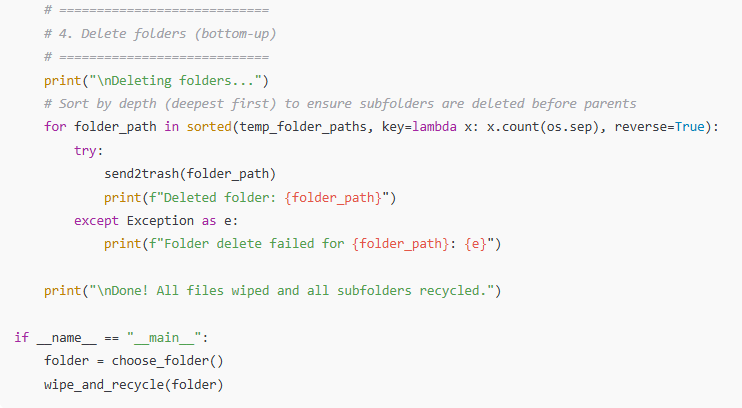 # ============================
# 4. Delete folders (bottom-up)
# ============================
print("\nDeleting folders...")
# Sort by depth (deepest first) to ensure subfolders are deleted before parents
for folder_path in sorted(temp_folder_paths, key=lambda x: x.count(os.sep), reverse=True):
try:
send2trash(folder_path)
print(f"Deleted folder: {folder_path}")
except Exception as e:
print(f"Folder delete failed for {folder_path}: {e}")
print("\nDone! All files wiped and all subfolders recycled.")
if __name__ == "__main__":
folder = choose_folder()
wipe_and_recycle(folder)